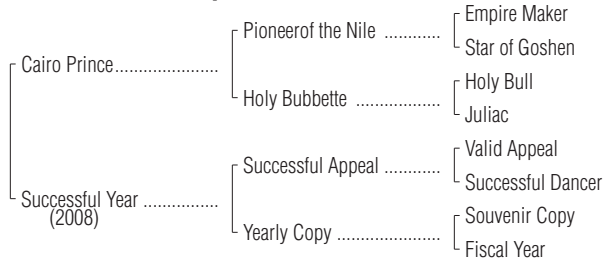 Empire Maker
Pioneerof the Nile ............
Star of Goshen
Cairo Prince.....................
Holy Bull
Holy Bubbette .................
Juliac
Valid Appeal
Successful Appeal ............
Successful Dancer
Successful Year ...............
(2008)
Souvenir Copy
Yearly Copy .....................
Fiscal Year